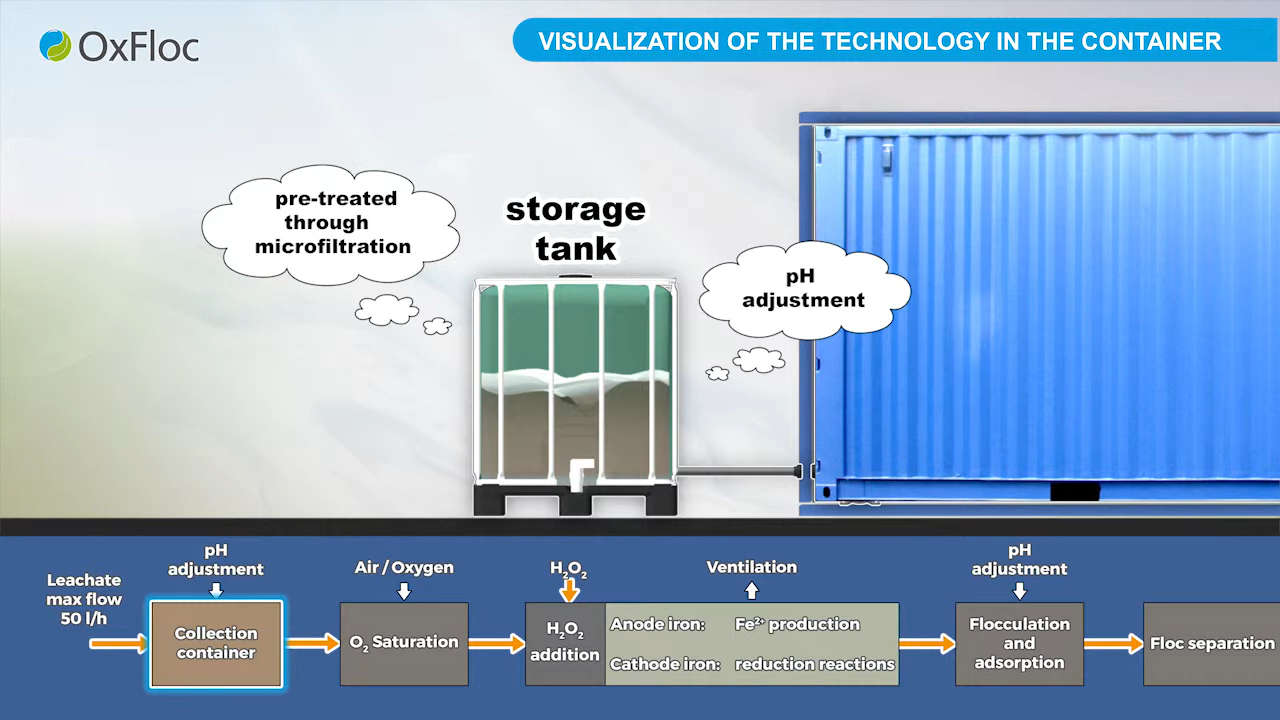 OxFloc
VISUALIZATION OF THE TECHNOLOGY IN THE CONTAINER
pre-treated
through
microfiltration
storage
tank
pH
adjustment
Leachate
max flow
50 l/h
pH
adjustment
Collection
container
Air / Oxygen
O₂ Saturation
H₂O₂
H₂O₂
addition
Ventilation
Anode iron: Fe²⁺ production
Cathode iron: reduction reactions
pH
adjustment
Flocculation
and
adsorption
Floc separation